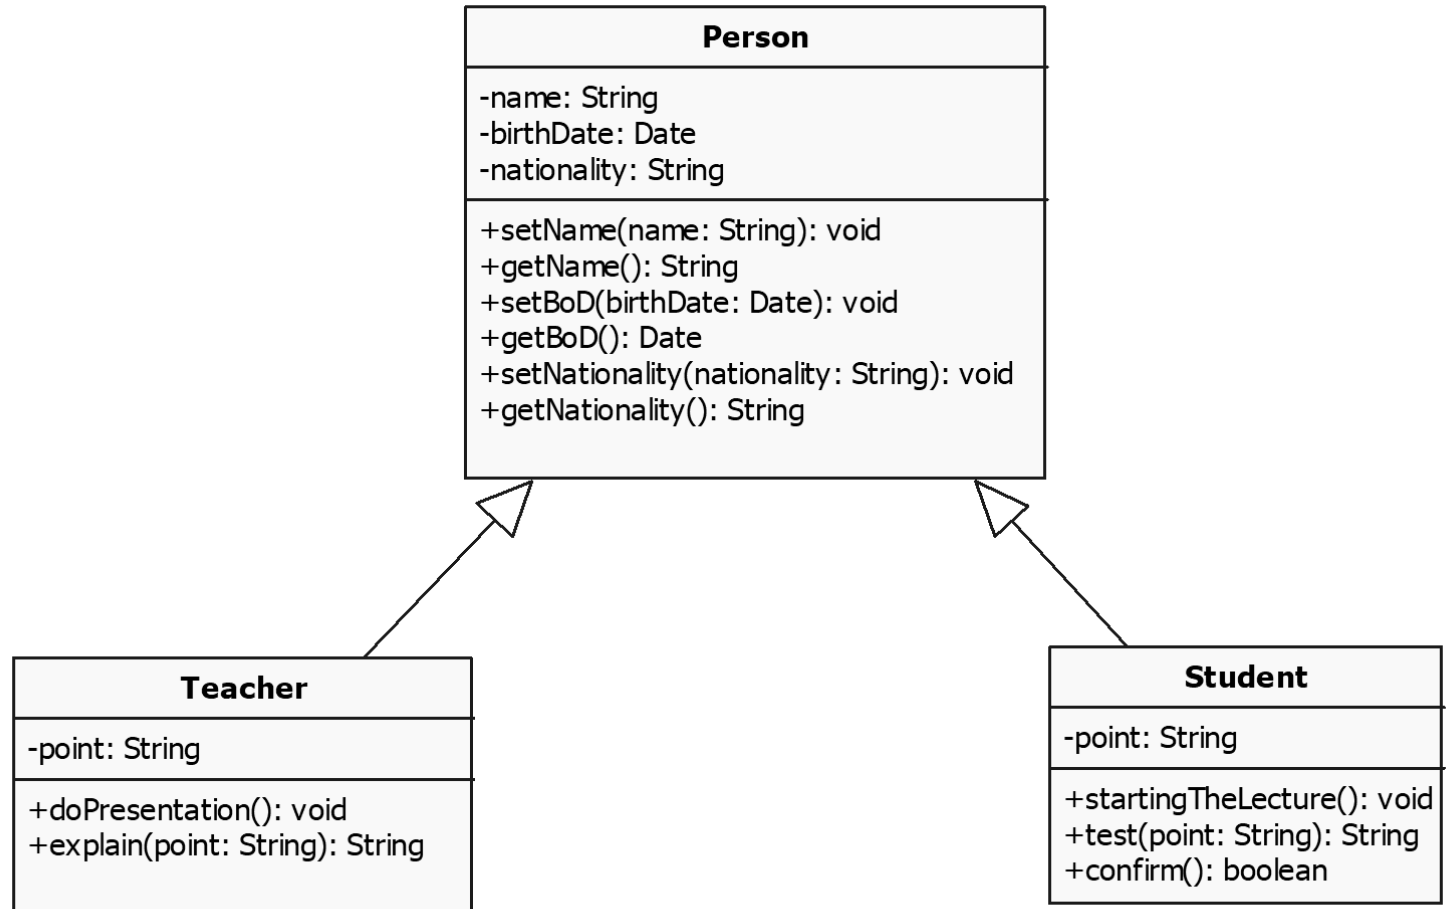 Person
-name: String
-birthDate: Date
-nationality: String
+setName(name: String): void
+getName(): String
+setBoD(birthDate: Date): void
+getBoD(): Date
+setNationality(nationality: String): void
+getNationality(): String
Teacher
-point: String
+doPresentation(): void
+explain(point: String): String
Student
-point: String
+startingTheLecture(): void
+test(point: String): String
+confirm(): boolean